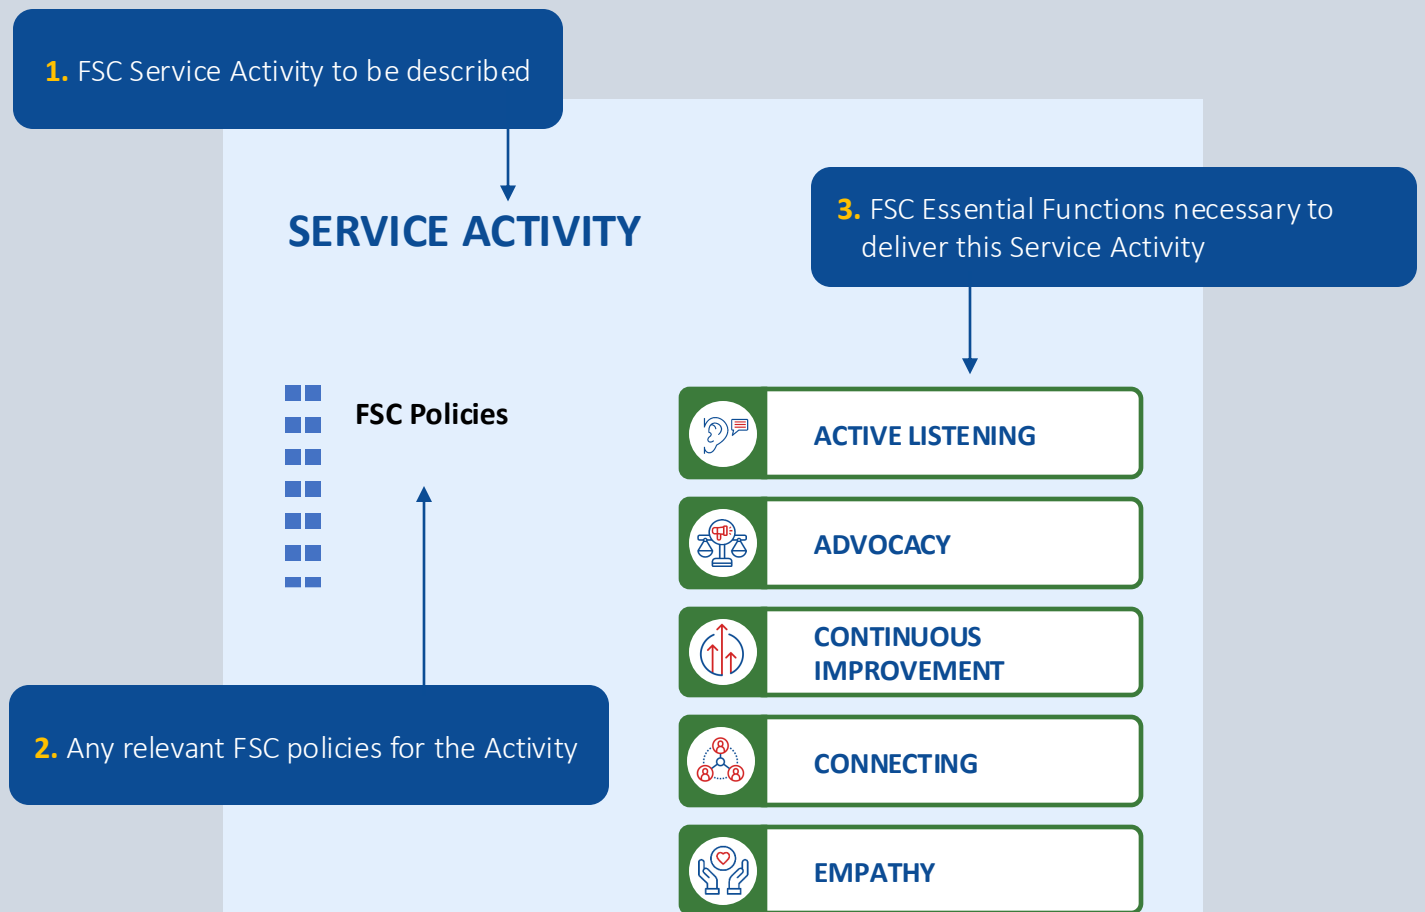 1. FSC Service Activity to be described
SERVICE ACTIVITY
3. FSC Essential Functions necessary to
deliver this Service Activity
FSC Policies
ACTIVE LISTENING
ADVOCACY
CONTINUOUS
IMPROVEMENT
2. Any relevant FSC policies for the Activity
CONNECTING
EMPATHY